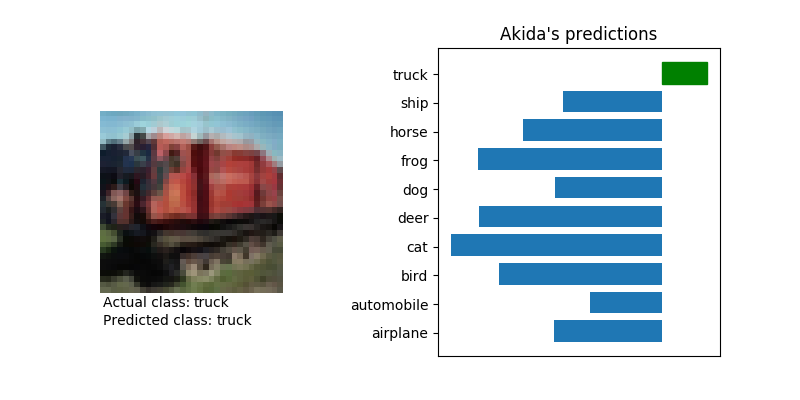 Akida's predictions
truck
ship
horse
frog
dog
deer
cat
bird
automobile
airplane
Actual class: truck
Predicted class: truck